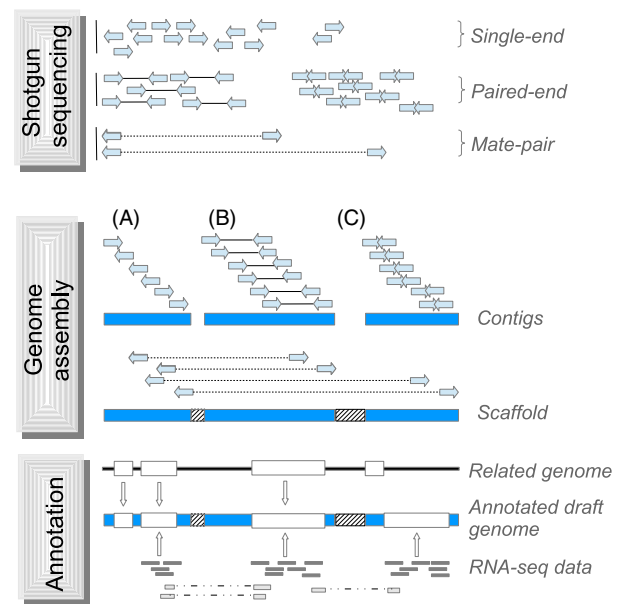 Shotgun
sequencing
Single-end
Paired-end
Mate-pair
(A) (B) (C)
Genome
assembly
Contigs
Scaffold
Annotation
Related genome
Annotated draft
genome
RNA-seq data